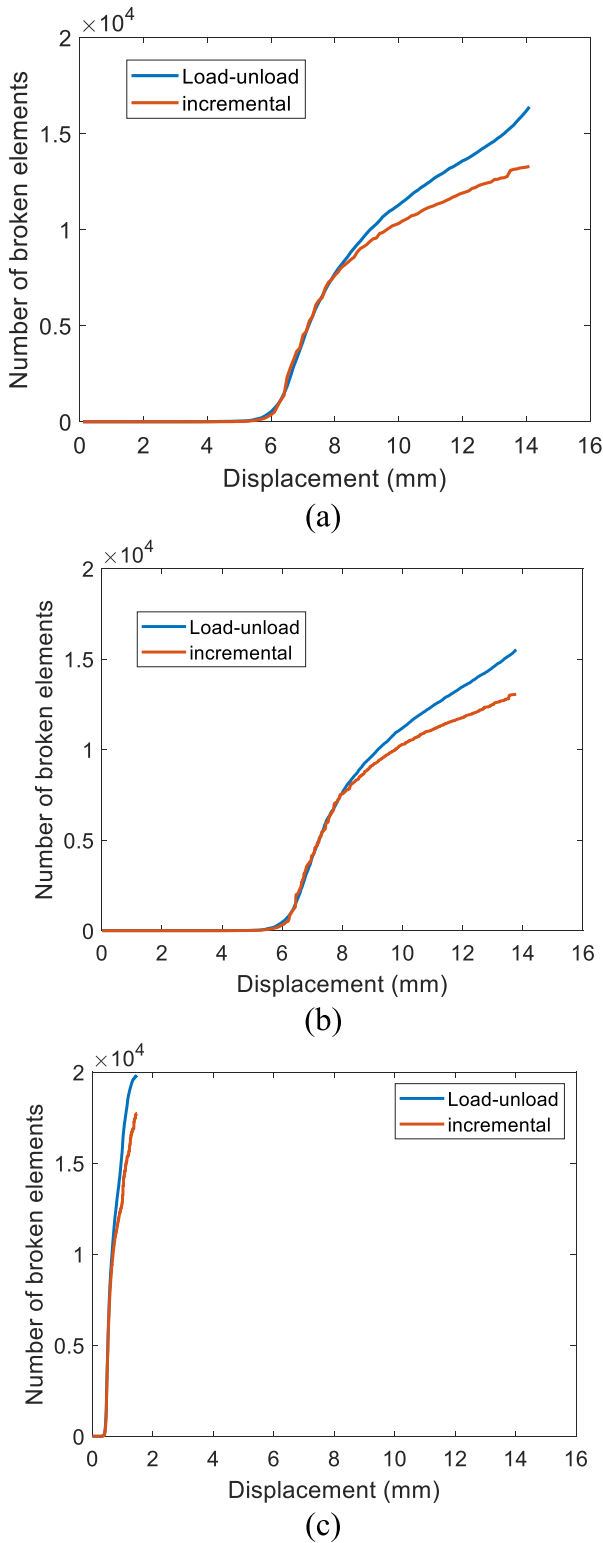 ×10^4
2
1.5
1
0.5
0
Number of broken elements
Load-unload
incremental
2 4 6 8 10 12 14 16
Displacement (mm)
(a)
×10^4
2
1.5
1
0.5
0
Number of broken elements
Load-unload
incremental
0 2 4 6 8 10 12 14 16
Displacement (mm)
(b)
×10^4
2
1.5
1
0.5
0
Number of broken elements
Load-unload
incremental
0 2 4 6 8 10 12 14 16
Displacement (mm)
(c)